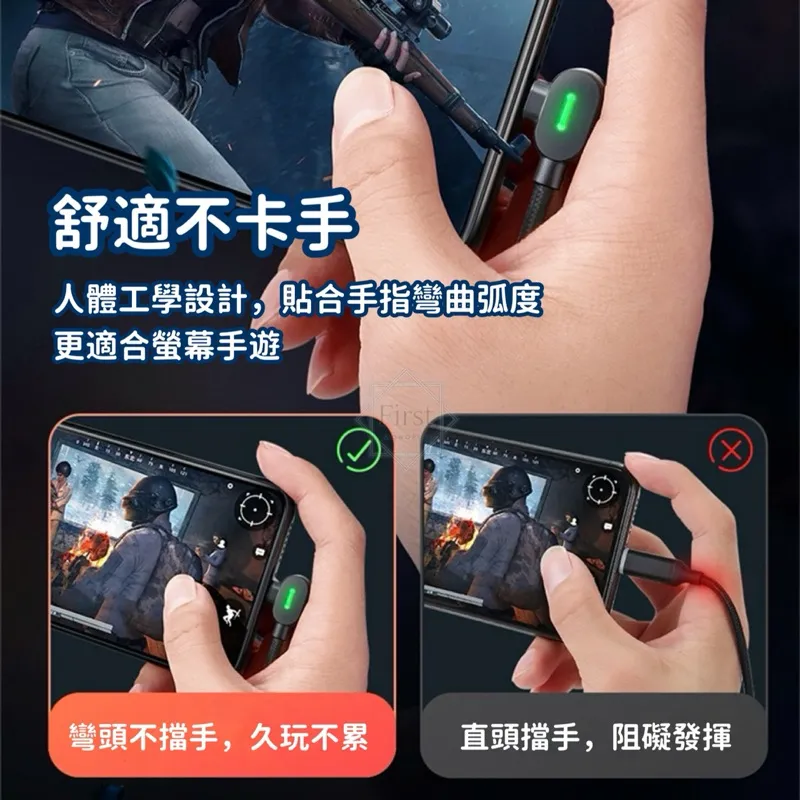 舒適不卡手
人體工學設計，貼合手指彎曲弧度
更適合螢幕手遊
First
彎頭不擋手，久玩不累
直頭擋手，阻礙發揮